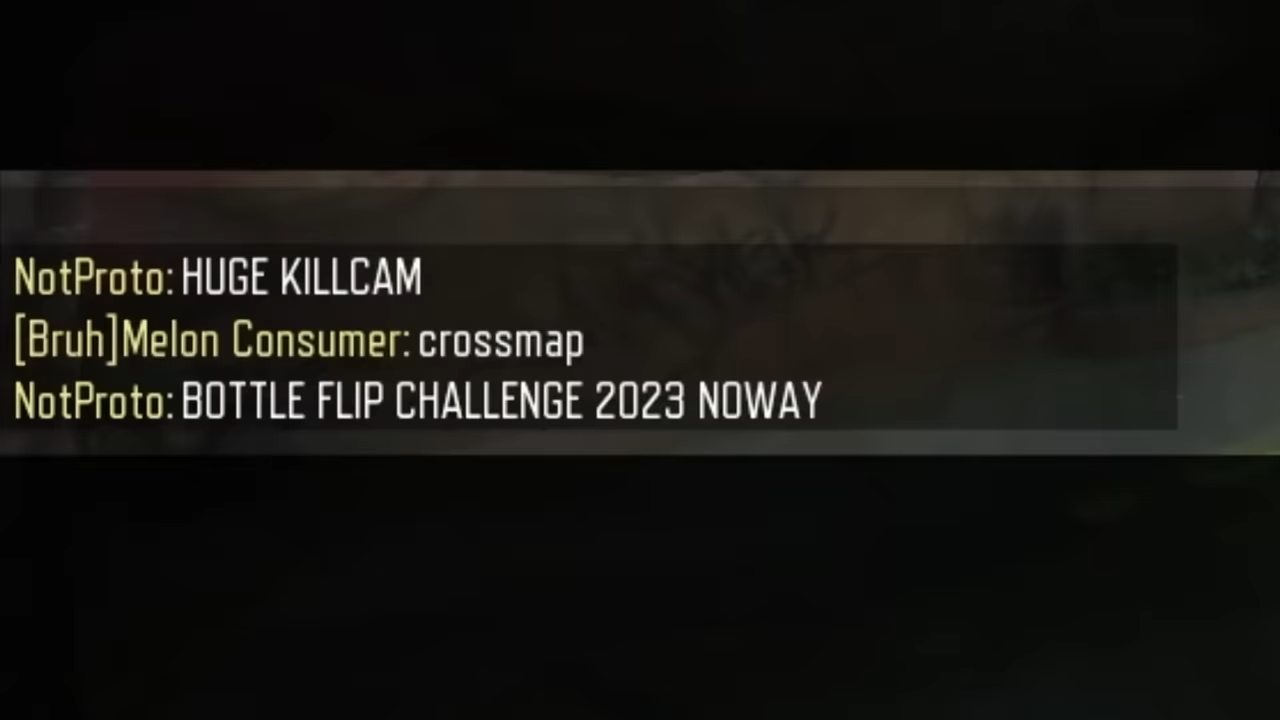 NotProto: HUGE KILLCAM
[Bruh]Melon Consumer: crossmap
NotProto: BOTTLE FLIP CHALLENGE 2023 NOWAY